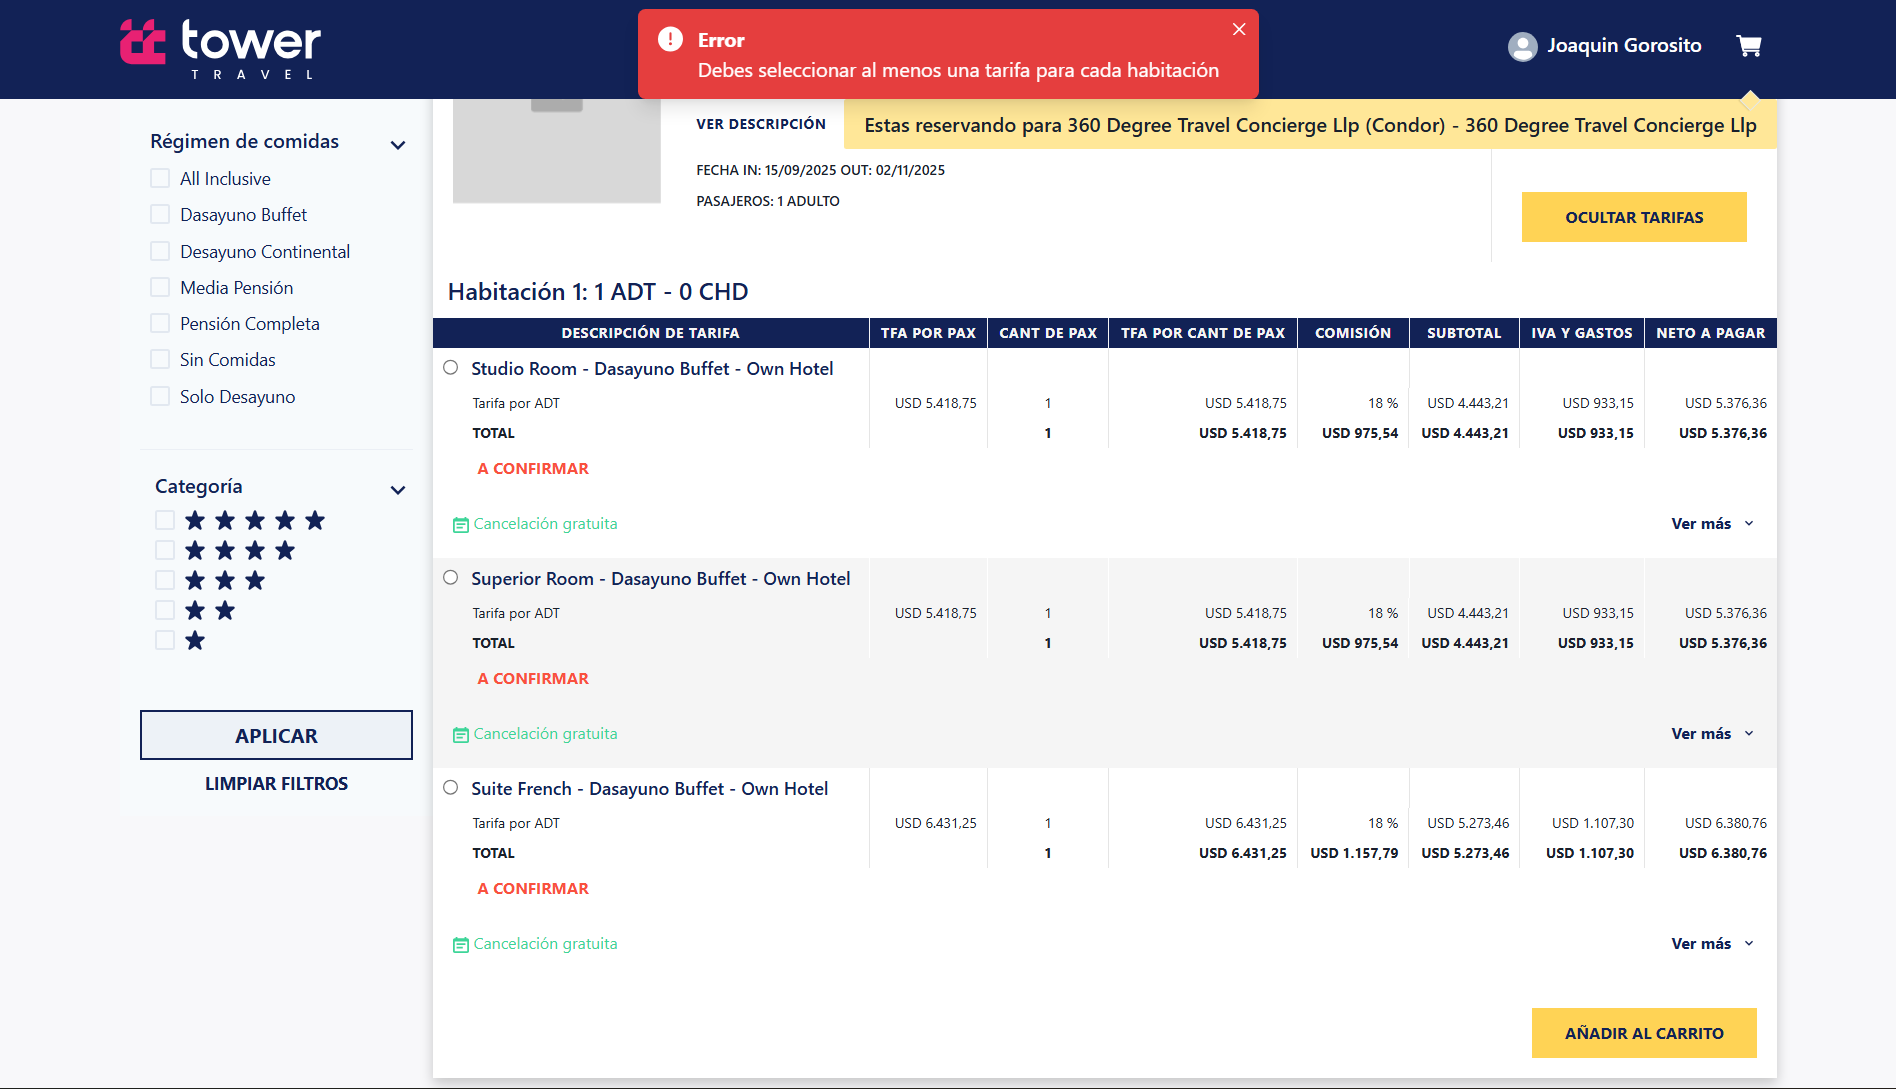 tower
TRAVEL
Error
Debes seleccionar al menos una tarifa para cada habitación
Joaquin Gorosito
Régimen de comidas
All Inclusive
Dasayuno Buffet
Desayuno Continental
Media Pensión
Pensión Completa
Sin Comidas
Solo Desayuno
Categoría
APLICAR
LIMPIAR FILTROS
VER DESCRIPCIÓN
Estas reservando para 360 Degree Travel Concierge Llp (Condor) - 360 Degree Travel Concierge Llp
FECHA IN: 15/09/2025 OUT: 02/11/2025
PASAJEROS: 1 ADULTO
OCULTAR TARIFAS
Habitación 1: 1 ADT - 0 CHD
DESCRIPCIÓN DE TARIFA TFA POR PAX CANT DE PAX TFA POR CANT DE PAX COMISIÓN SUBTOTAL IVA Y GASTOS NETO A PAGAR
Studio Room - Dasayuno Buffet - Own Hotel
Tarifa por ADT USD 5.418,75 1 USD 5.418,75 18 % USD 4.443,21 USD 933,15 USD 5.376,36
TOTAL 1 USD 5.418,75 USD 975,54 USD 4.443,21 USD 933,15 USD 5.376,36
A CONFIRMAR
Cancelación gratuita Ver más
Superior Room - Dasayuno Buffet - Own Hotel
Tarifa por ADT USD 5.418,75 1 USD 5.418,75 18 % USD 4.443,21 USD 933,15 USD 5.376,36
TOTAL 1 USD 5.418,75 USD 975,54 USD 4.443,21 USD 933,15 USD 5.376,36
A CONFIRMAR
Cancelación gratuita Ver más
Suite French - Dasayuno Buffet - Own Hotel
Tarifa por ADT USD 6.431,25 1 USD 6.431,25 18 % USD 5.273,46 USD 1.107,30 USD 6.380,76
TOTAL 1 USD 6.431,25 USD 1.157,79 USD 5.273,46 USD 1.107,30 USD 6.380,76
A CONFIRMAR
Cancelación gratuita Ver más
AÑADIR AL CARRITO